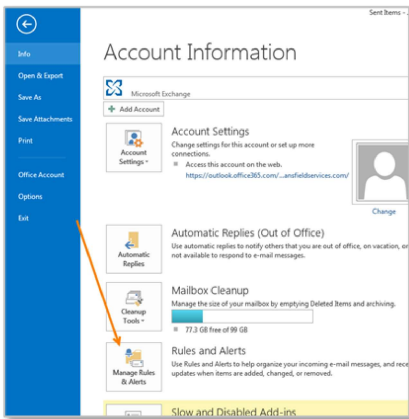 Sent Items -
Info
Open & Export
Save As
Save Attachments
Print
Office Account
Options
Exit
Account Information
Microsoft Exchange
Add Account
Account
Settings
Account Settings
Change settings for this account or set up more
connections.
Access this account on the web.
https://outlook.office365.com/...ansfieldservices.com/
Change
Automatic
Replies
Automatic Replies (Out of Office)
Use automatic replies to notify others that you are out of office, on vacation, or
not available to respond to e-mail messages.
Cleanup
Tools
Mailbox Cleanup
Manage the size of your mailbox by emptying Deleted Items and archiving.
77.3 GB free of 99 GB
Manage Rules
& Alerts
Rules and Alerts
Use Rules and Alerts to help organize your incoming e-mail messages, and rece
updates when items are added, changed, or removed.
Slow and Disabled Add-ins